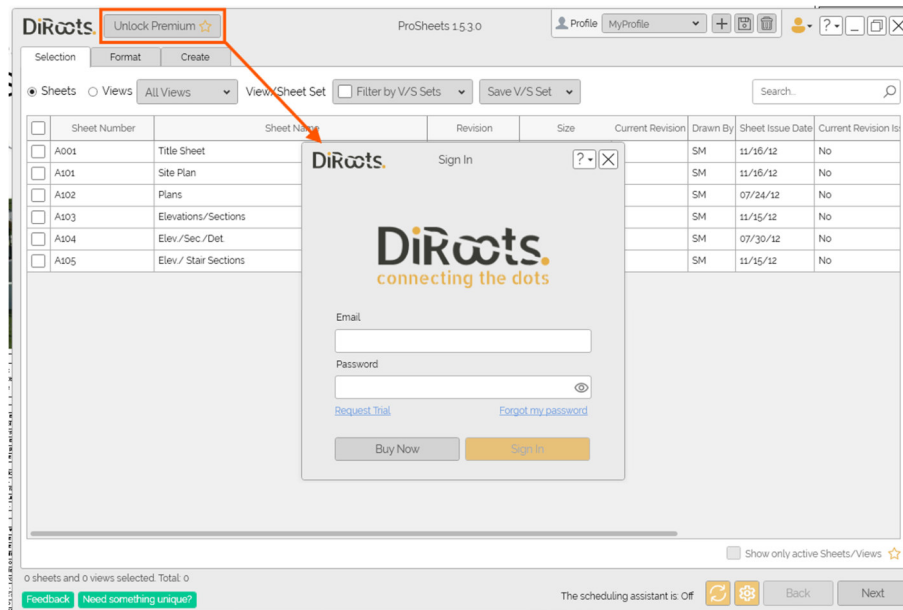 DiRoots. Unlock Premium ProSheets 1.5.3.0 Profile MyProfile ?
Selection Format Create
Sheets Views All Views View/Sheet Set Filter by V/S Sets Save V/S Set Search..
Sheet Number Sheet Name Revision Size Current Revision Drawn By Sheet Issue Date Current Revision Is
A001 Title Sheet SM 11/16/12 No
A101 Site Plan SM 11/16/12 No
A102 Plans SM 07/24/12 No
A103 Elevations/Sections SM 11/15/12 No
A104 Elev./Sec./Det. SM 07/30/12 No
A105 Elev./ Stair Sections SM 11/15/12 No
DiRoots. Sign In ?
DiRoots.
connecting the dots
Email
Password
Request Trial Forgot my password
Buy Now Sign In
Show only active Sheets/Views
0 sheets and 0 views selected. Total: 0
Feedback Need something unique? The scheduling assistant is: Off Back Next